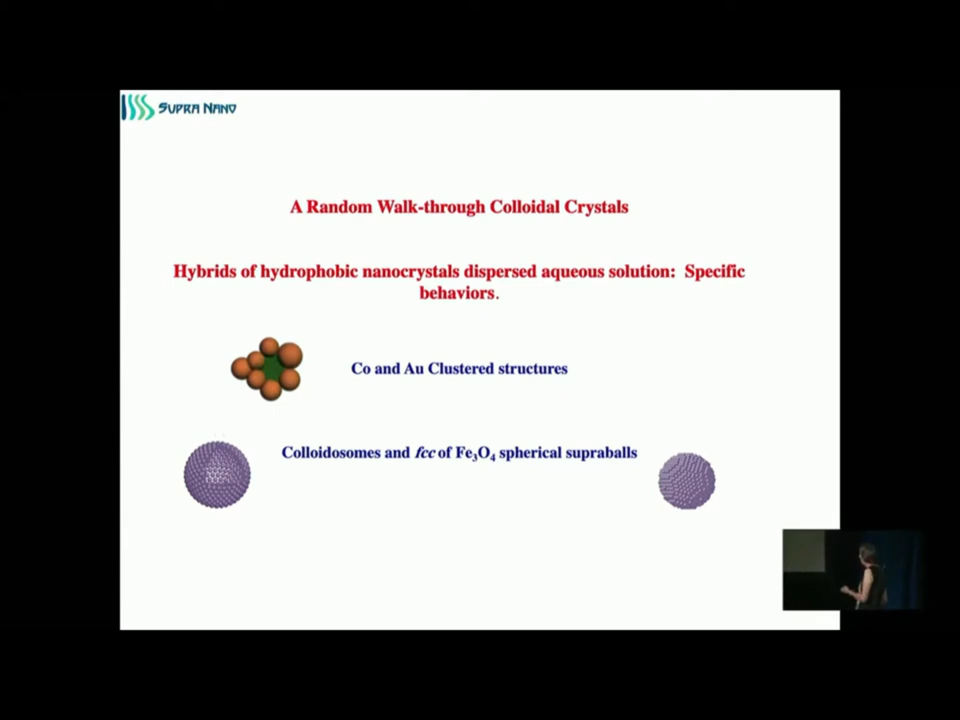 SUPRA NANO
A Random Walk-through Colloidal Crystals
Hybrids of hydrophobic nanocrystals dispersed aqueous solution:  Specific
behaviors.
Co and Au Clustered structures
Colloidosomes and fcc of Fe₃O₄ spherical supraballs